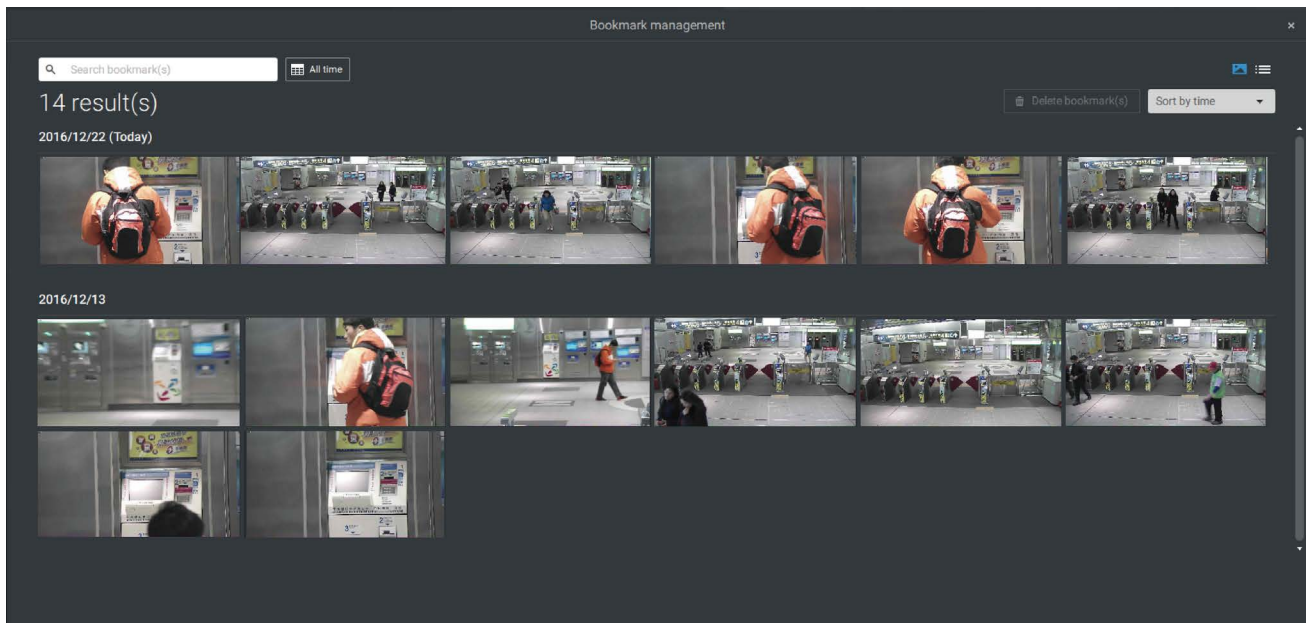 Bookmark management
Search bookmark(s)
All time
14 result(s)
Delete bookmark(s)
Sort by time
2016/12/22 (Today)
2016/12/13